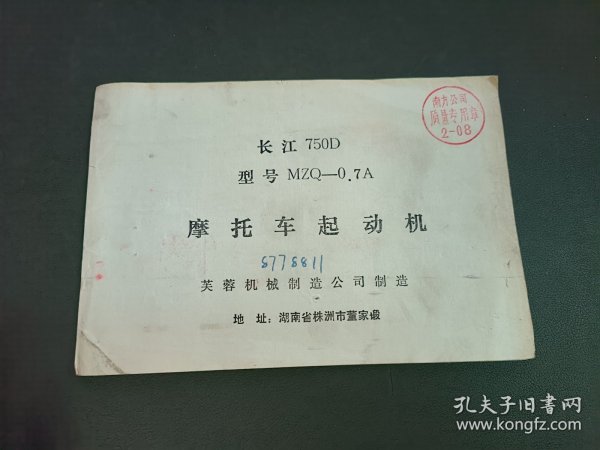 南方公司
质量专用章
2-08
长江 750D
型号 MZQ—0.7A
摩托车起动机
8778811
芙蓉机械制造公司制造
地 址：湖南省株洲市董家塅
孔夫子旧书网
www.kongfz.com